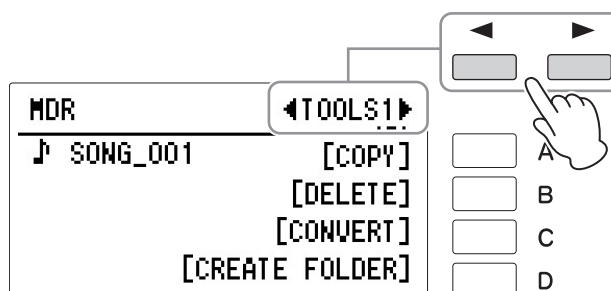 MDR ◀TOOLS1▶
♪ SONG_001 [COPY] A
[DELETE] B
[CONVERT] C
[CREATE FOLDER] D